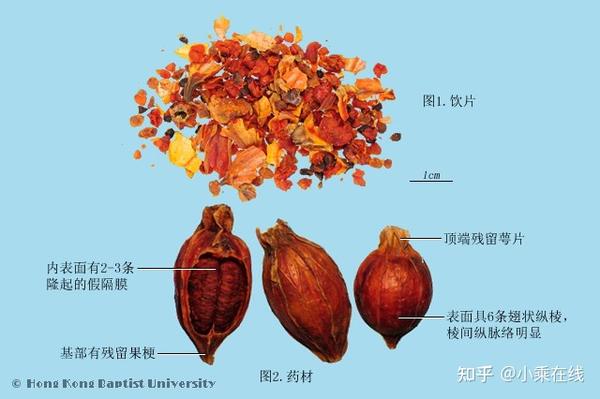 图1.饮片
1cm
顶端残留萼片
内表面有2-3条
隆起的假隔膜
表面具6条翅状纵棱，
棱间纵脉络明显
基部有残留果梗
图2.药材
知乎 @小乘在线
© Hong Kong Baptist University